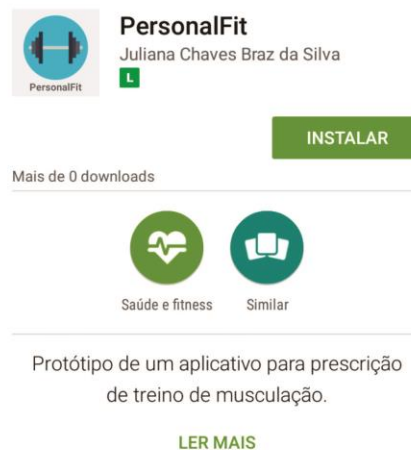 PersonalFit
PersonalFit
Juliana Chaves Braz da Silva
L
INSTALAR
Mais de 0 downloads
Saúde e fitness
Similar
Protótipo de um aplicativo para prescrição
de treino de musculação.
LER MAIS